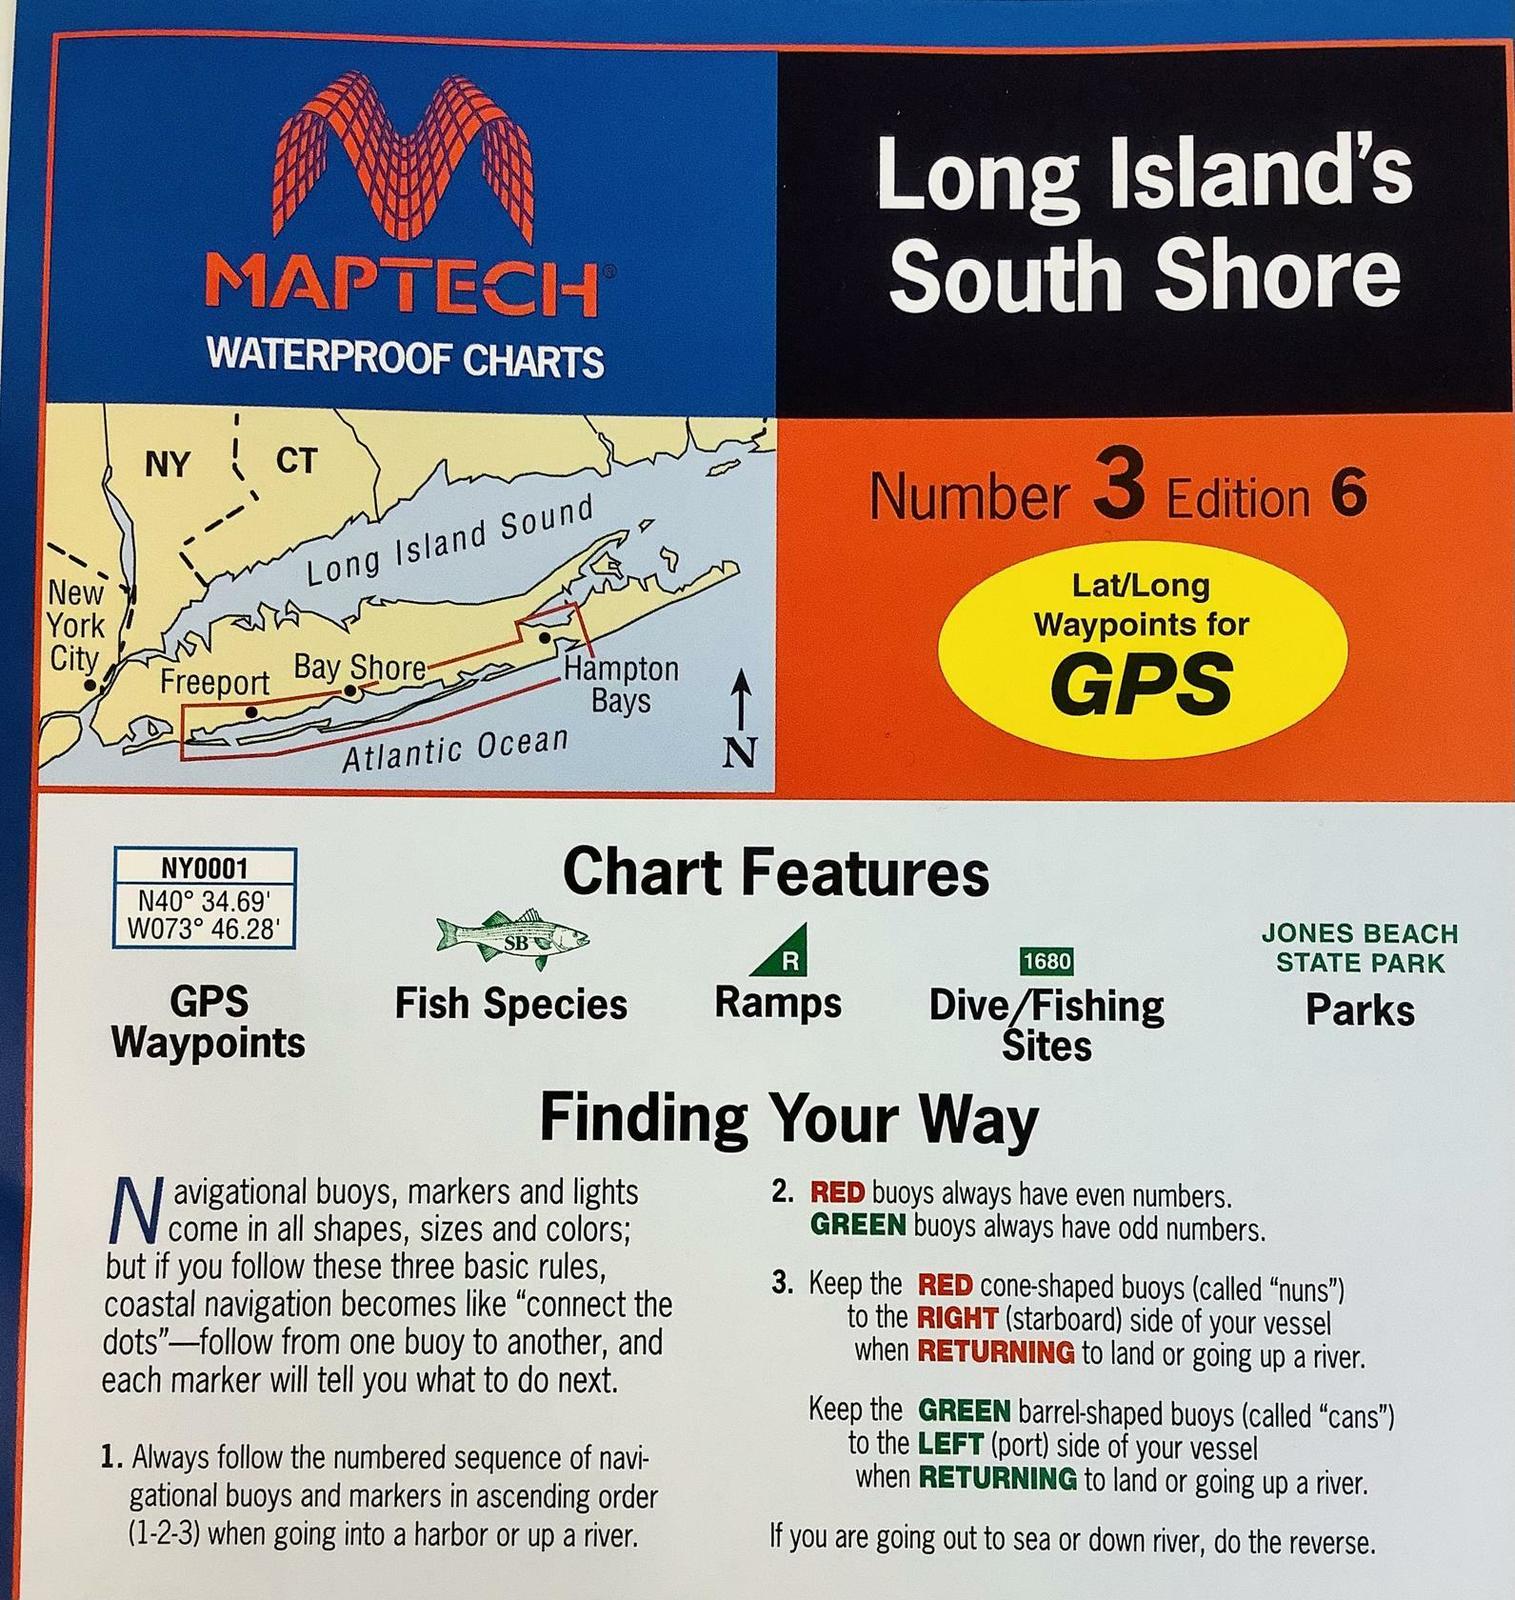 MAPTECH®
WATERPROOF CHARTS
Long Island's
South Shore
NY
CT
Long Island Sound
New
York
City
Freeport
Bay Shore
Hampton
Bays
Atlantic Ocean
N
Number 3 Edition 6
Lat/Long
Waypoints for
GPS
Chart Features
NY0001
N40° 34.69'
W073° 46.28'
GPS
Waypoints
SB
Fish Species
R
Ramps
1680
Dive/Fishing
Sites
JONES BEACH
STATE PARK
Parks
Finding Your Way
Navigational buoys, markers and lights
come in all shapes, sizes and colors;
but if you follow these three basic rules,
coastal navigation becomes like “connect the
dots”—follow from one buoy to another, and
each marker will tell you what to do next.
1. Always follow the numbered sequence of navi-
gational buoys and markers in ascending order
(1-2-3) when going into a harbor or up a river.
2. RED buoys always have even numbers.
GREEN buoys always have odd numbers.
3. Keep the RED cone-shaped buoys (called “nuns”)
to the RIGHT (starboard) side of your vessel
when RETURNING to land or going up a river.
Keep the GREEN barrel-shaped buoys (called “cans”)
to the LEFT (port) side of your vessel
when RETURNING to land or going up a river.
If you are going out to sea or down river, do the reverse.